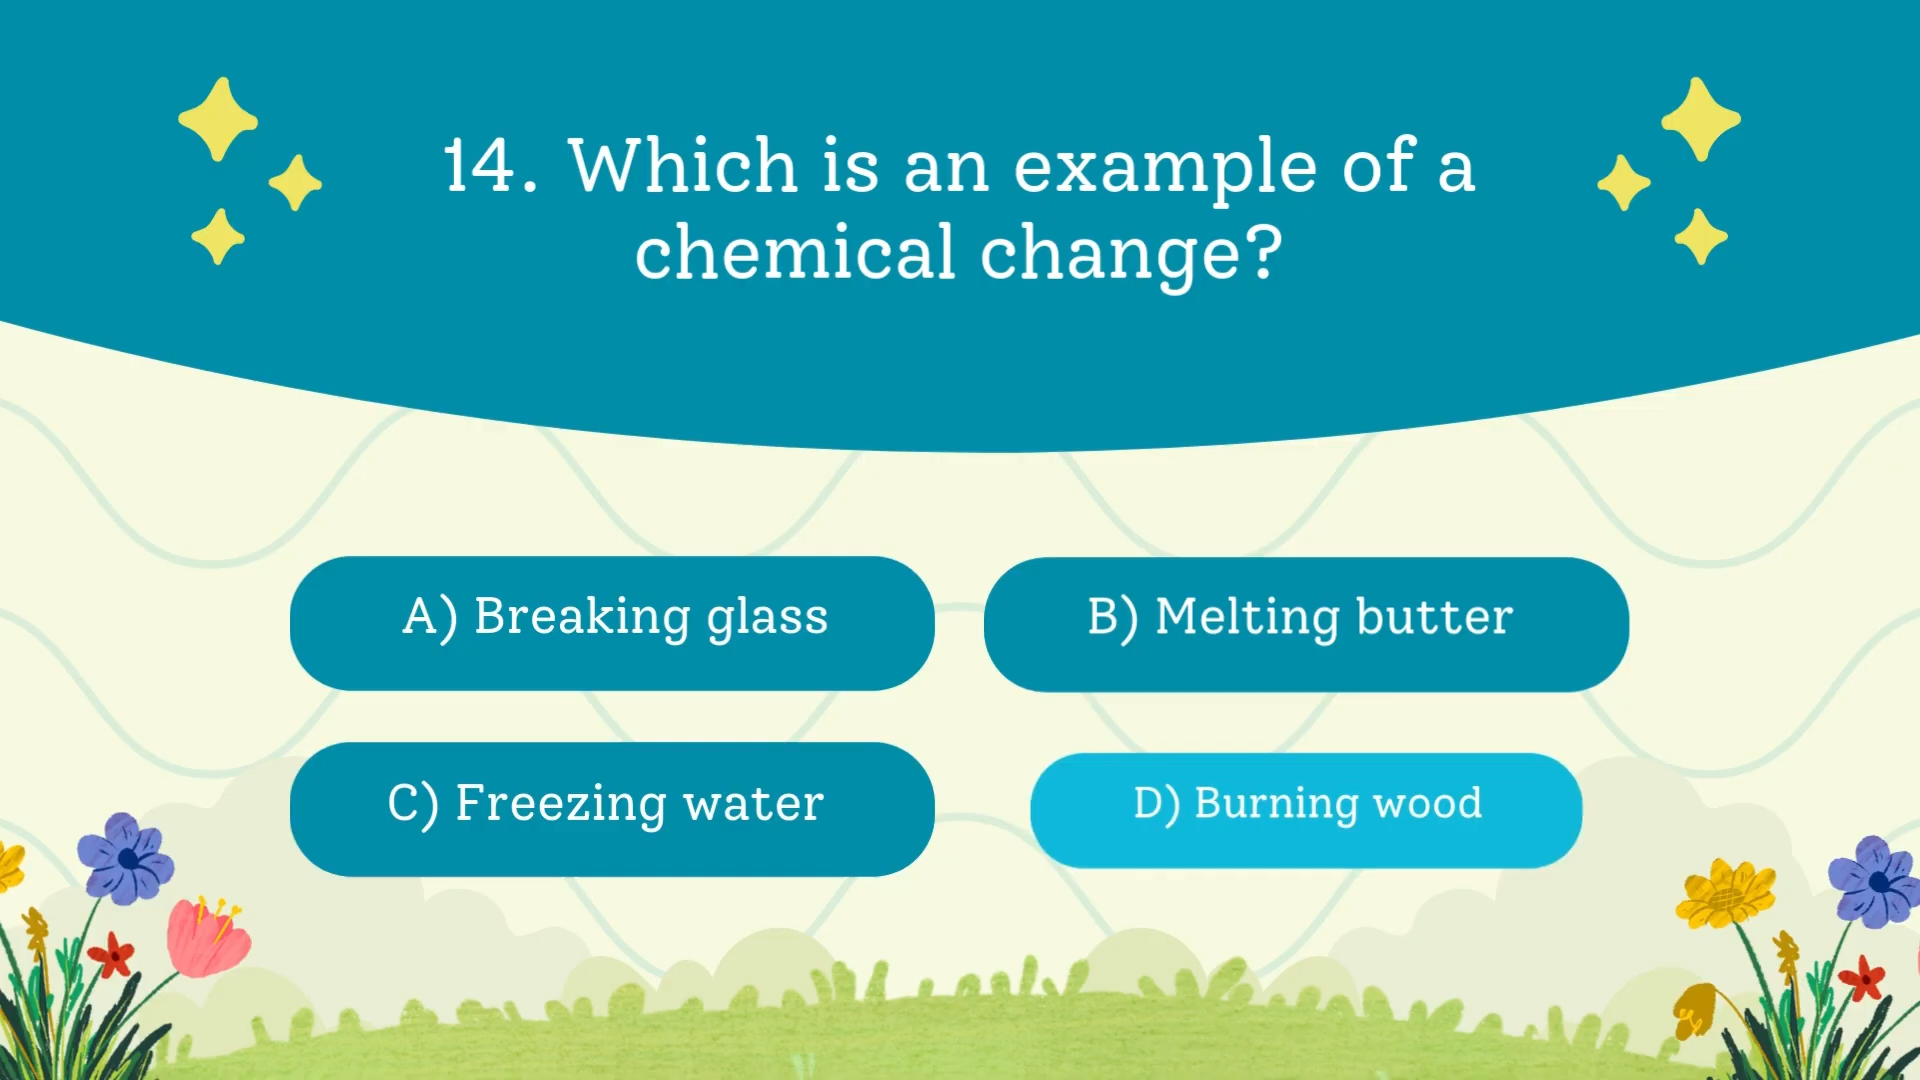 14. Which is an example of a
chemical change?
A) Breaking glass
B) Melting butter
C) Freezing water
D) Burning wood